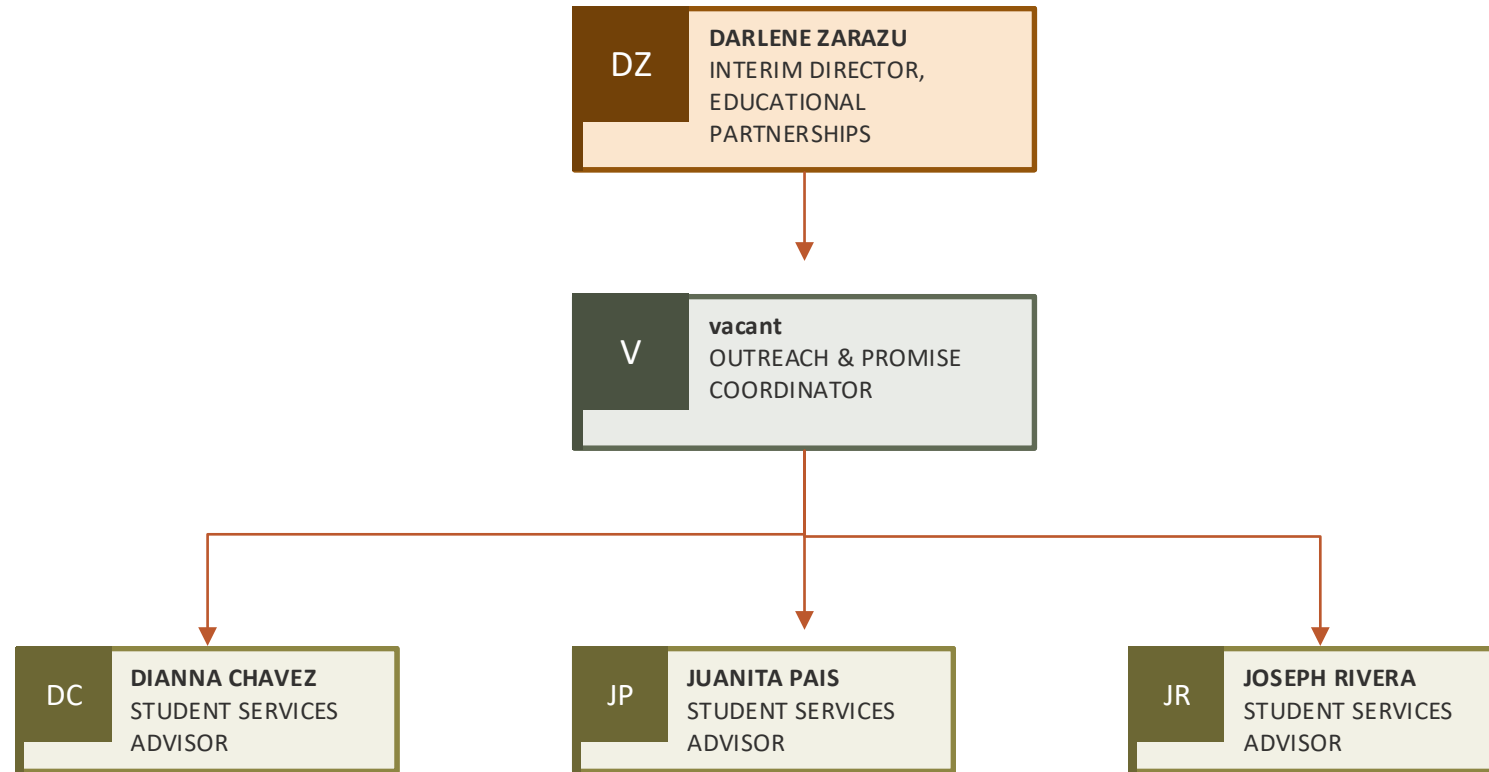 DZ
DARLENE ZARAZU
INTERIM DIRECTOR,
EDUCATIONAL
PARTNERSHIPS
V
vacant
OUTREACH & PROMISE
COORDINATOR
DC
DIANNA CHAVEZ
STUDENT SERVICES
ADVISOR
JP
JUANITA PAIS
STUDENT SERVICES
ADVISOR
JR
JOSEPH RIVERA
STUDENT SERVICES
ADVISOR